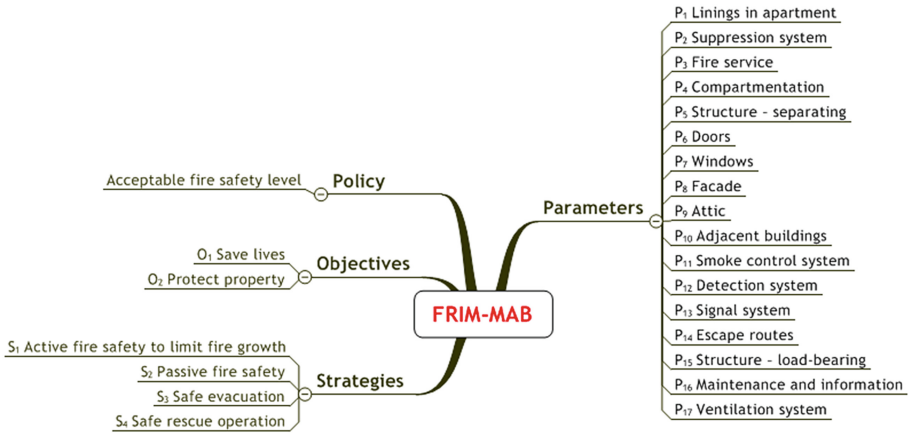 Policy
Acceptable fire safety level
Objectives
O₁ Save lives
O₂ Protect property
FRIM-MAB
Strategies
S₁ Active fire safety to limit fire growth
S₂ Passive fire safety
S₃ Safe evacuation
S₄ Safe rescue operation
Parameters
P₁ Linings in apartment
P₂ Suppression system
P₃ Fire service
P₄ Compartmentation
P₅ Structure – separating
P₆ Doors
P₇ Windows
P₈ Facade
P₉ Attic
P₁₀ Adjacent buildings
P₁₁ Smoke control system
P₁₂ Detection system
P₁₃ Signal system
P₁₄ Escape routes
P₁₅ Structure – load-bearing
P₁₆ Maintenance and information
P₁₇ Ventilation system